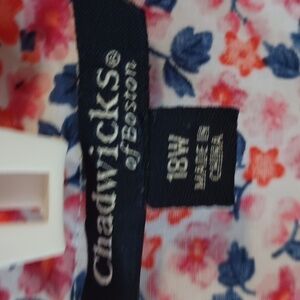 Chadwicks®
of Boston
18W
MADE IN
CHINA